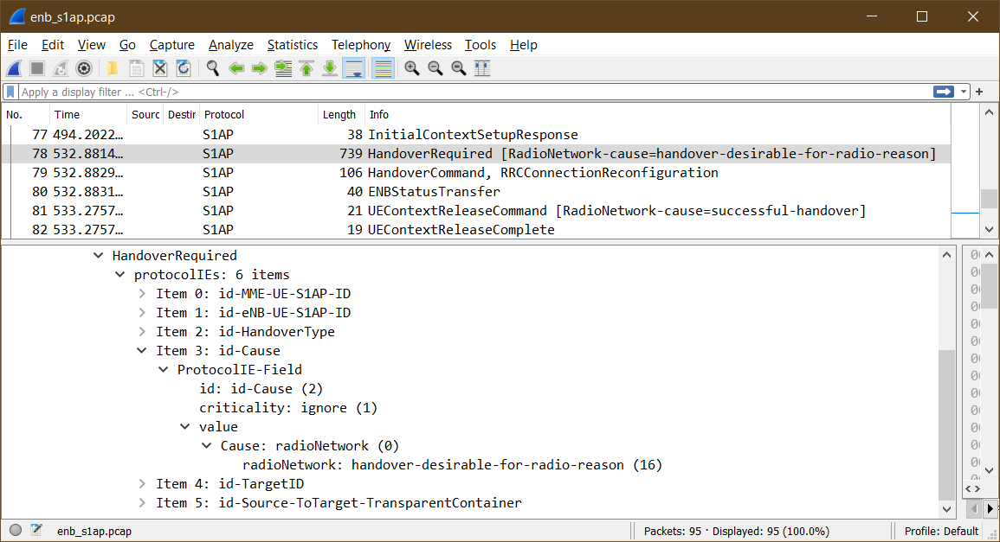 enb_s1ap.pcap
File Edit View Go Capture Analyze Statistics Telephony Wireless Tools Help
Apply a display filter ... <Ctrl-/>
No. Time Sourc Destir Protocol Length Info
77 494.2022… S1AP 38 InitialContextSetupResponse
78 532.8814… S1AP 739 HandoverRequired [RadioNetwork-cause=handover-desirable-for-radio-reason]
79 532.8829… S1AP 106 HandoverCommand, RRCConnectionReconfiguration
80 532.8831… S1AP 40 ENBStatusTransfer
81 533.2757… S1AP 21 UEContextReleaseCommand [RadioNetwork-cause=successful-handover]
82 533.2757… S1AP 19 UEContextReleaseComplete
HandoverRequired
protocolIEs: 6 items
Item 0: id-MME-UE-S1AP-ID
Item 1: id-eNB-UE-S1AP-ID
Item 2: id-HandoverType
Item 3: id-Cause
ProtocolIE-Field
id: id-Cause (2)
criticality: ignore (1)
value
Cause: radioNetwork (0)
radioNetwork: handover-desirable-for-radio-reason (16)
Item 4: id-TargetID
Item 5: id-Source-ToTarget-TransparentContainer
enb_s1ap.pcap Packets: 95 · Displayed: 95 (100.0%) Profile: Default